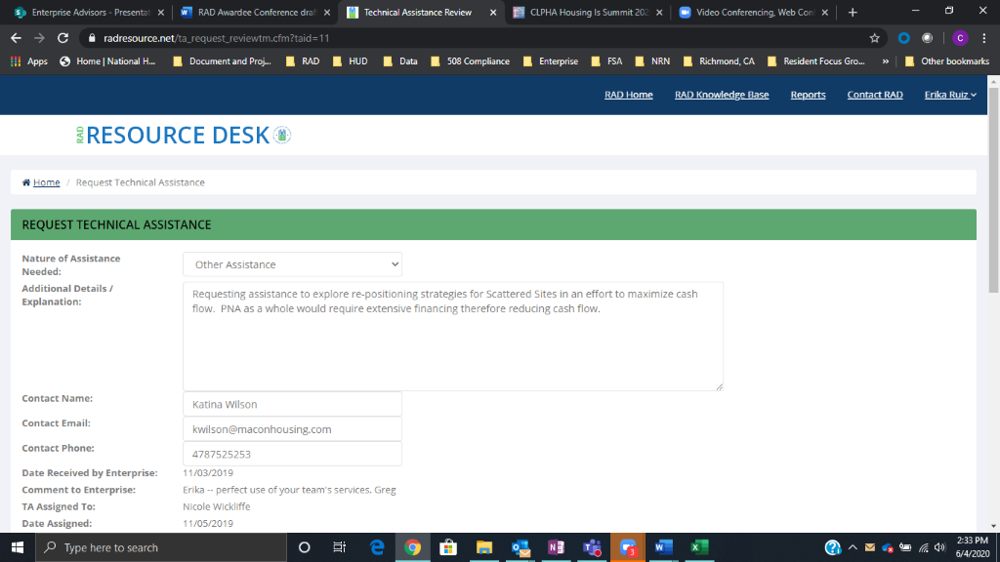 Enterprise Advisors - Presentat
RAD Awardee Conference draf
Technical Assistance Review
CLPHA Housing Is Summit 202
Video Conferencing, Web Con
radresource.net/ta_request_reviewtm.cfm?taid=11
C
Apps
Home | National H...
Document and Proj...
RAD
HUD
Data
508 Compliance
Enterprise
FSA
NRN
Richmond, CA
Resident Focus Gro...
»
Other bookmarks
RAD Home
RAD Knowledge Base
Reports
Contact RAD
Erika Ruiz
RAD RESOURCE DESK
Home / Request Technical Assistance
REQUEST TECHNICAL ASSISTANCE
Nature of Assistance
Needed:
Other Assistance
Additional Details /
Explanation:
Requesting assistance to explore re-positioning strategies for Scattered Sites in an effort to maximize cash
flow. PNA as a whole would require extensive financing therefore reducing cash flow.
Contact Name:
Katina Wilson
Contact Email:
kwilson@maconhousing.com
Contact Phone:
4787525253
Date Received by Enterprise:
11/03/2019
Comment to Enterprise:
Erika -- perfect use of your team's services. Greg
TA Assigned To:
Nicole Wickliffe
Date Assigned:
11/05/2019
Type here to search
3
2:33 PM
6/4/2020